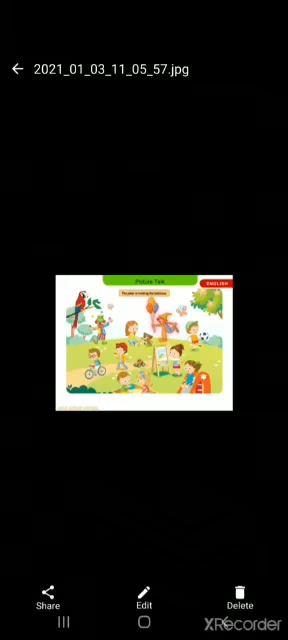 2021_01_03_11_05_57.jpg
Picture Talk
ENGLISH
Share
Edit
Delete
XRecorder